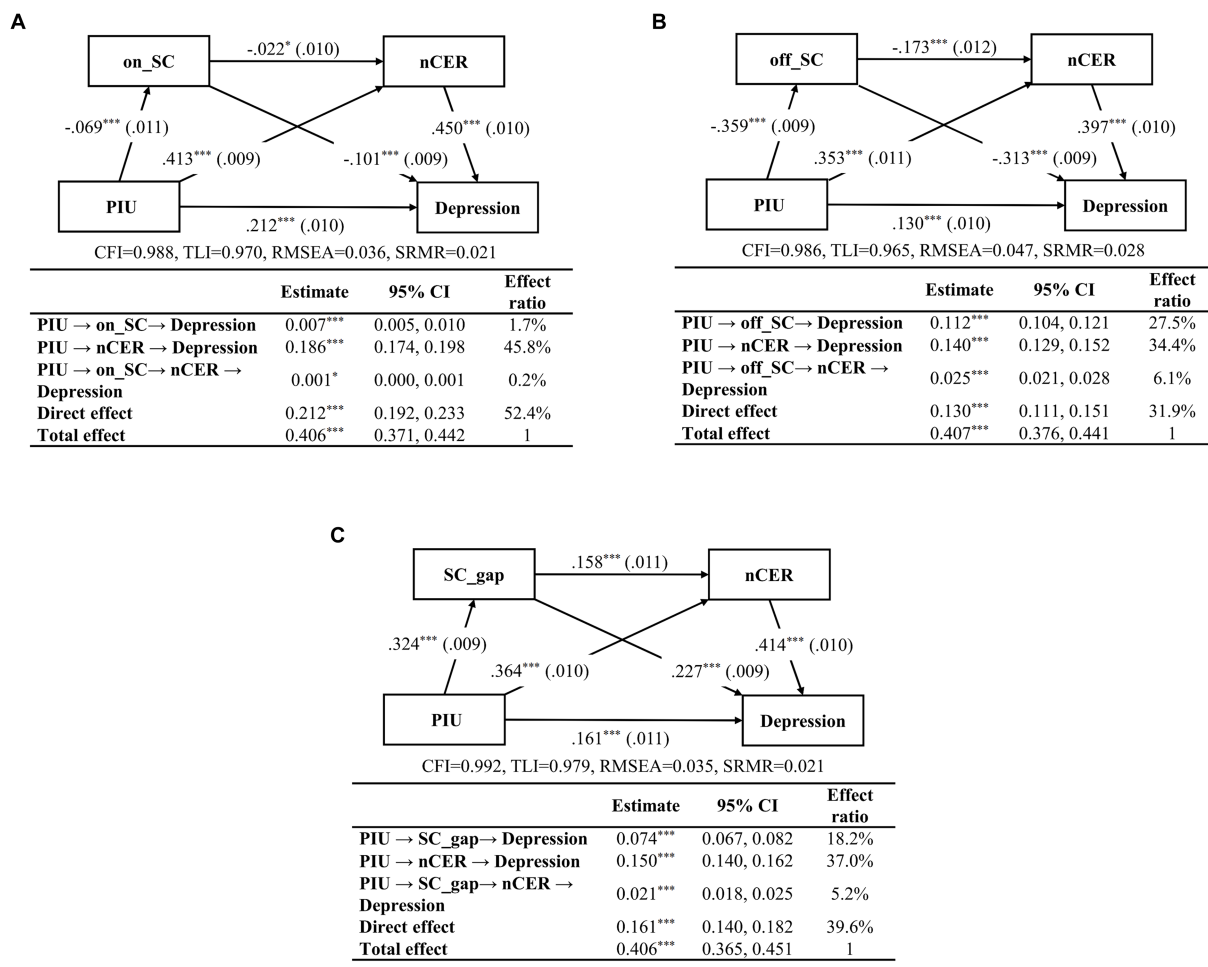 A
on_SC
-.022* (.010)
nCER
-.069*** (.011)
.450*** (.010)
.413*** (.009)
-.101*** (.009)
PIU
Depression
.212*** (.010)
CFI=0.988, TLI=0.970, RMSEA=0.036, SRMR=0.021
Estimate 95% CI Effect
ratio
PIU → on_SC→ Depression 0.007*** 0.005, 0.010 1.7%
PIU → nCER → Depression 0.186*** 0.174, 0.198 45.8%
PIU → on_SC→ nCER →
Depression 0.001* 0.000, 0.001 0.2%
Direct effect 0.212*** 0.192, 0.233 52.4%
Total effect 0.406*** 0.371, 0.442 1
B
off_SC
-.173*** (.012)
nCER
-.359*** (.009)
.397*** (.010)
.353*** (.011)
-.313*** (.009)
PIU
Depression
.130*** (.010)
CFI=0.986, TLI=0.965, RMSEA=0.047, SRMR=0.028
Estimate 95% CI Effect
ratio
PIU → off_SC→ Depression 0.112*** 0.104, 0.121 27.5%
PIU → nCER → Depression 0.140*** 0.129, 0.152 34.4%
PIU → off_SC→ nCER →
Depression 0.025*** 0.021, 0.028 6.1%
Direct effect 0.130*** 0.111, 0.151 31.9%
Total effect 0.407*** 0.376, 0.441 1
C
SC_gap
.158*** (.011)
nCER
.324*** (.009)
.414*** (.010)
.364*** (.010)
.227*** (.009)
PIU
Depression
.161*** (.011)
CFI=0.992, TLI=0.979, RMSEA=0.035, SRMR=0.021
Estimate 95% CI Effect
ratio
PIU → SC_gap→ Depression 0.074*** 0.067, 0.082 18.2%
PIU → nCER → Depression 0.150*** 0.140, 0.162 37.0%
PIU → SC_gap→ nCER →
Depression 0.021*** 0.018, 0.025 5.2%
Direct effect 0.161*** 0.140, 0.182 39.6%
Total effect 0.406*** 0.365, 0.451 1